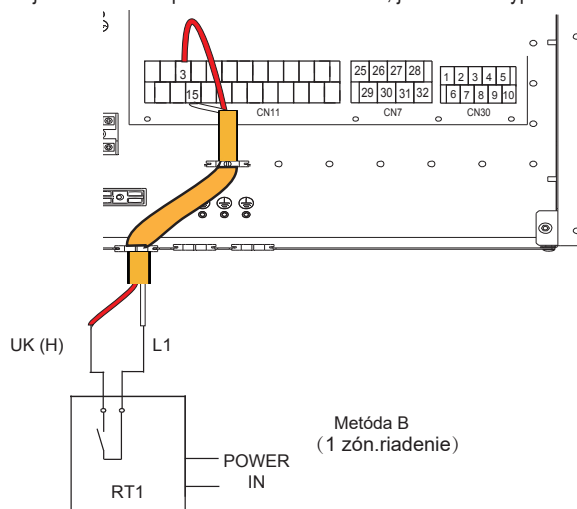 3
15
CN11
25 26 27 28
29 30 31 32
CN7
1 2 3 4 5
6 7 8 9 10
CN30
UK (H)
L1
RT1
POWER
IN
Metóda B
(1 zón.riadenie)